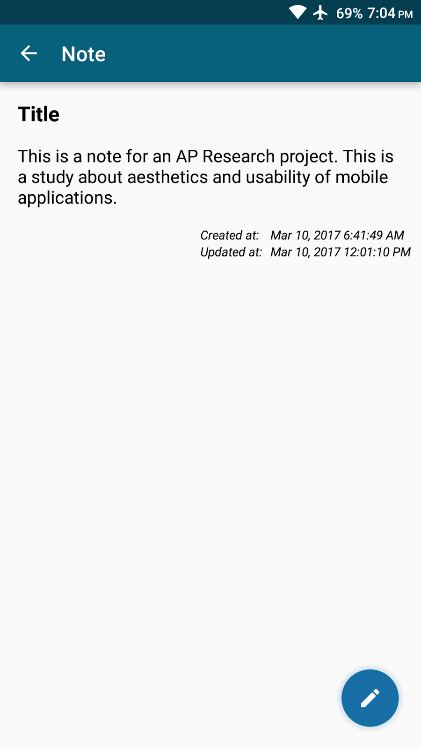 69% 7:04 PM
Note
Title
This is a note for an AP Research project. This is
a study about aesthetics and usability of mobile
applications.
Created at: Mar 10, 2017 6:41:49 AM
Updated at: Mar 10, 2017 12:01:10 PM